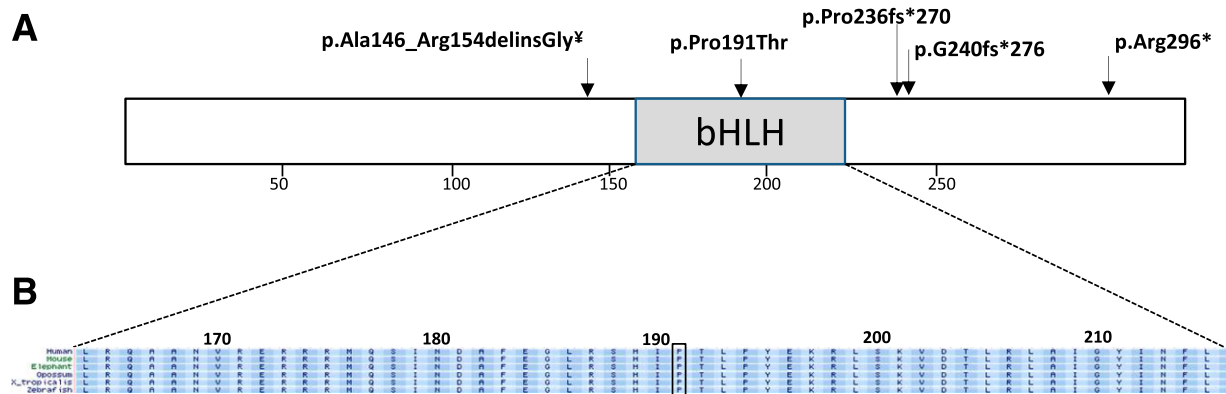 A
p.Pro236fs*270
p.Ala146_Arg154delinsGly¥
p.Pro191Thr
p.G240fs*276
p.Arg296*
bHLH
50 100 150 200 250
B
170 180 190 200 210
Human L R Q A A N V R E R R R M Q S I N D A F E G L R S H I P T L P Y E K R L S K V D T L R L A I G Y I N F L
Mouse L R Q A A N V R E R R R M Q S I N D A F E G L R S H I P T L P Y E K R L S K V D T L R L A I G Y I N F L
Elephant L R Q A A N V R E R R R M Q S I N D A F E G L R S H I P T L P Y E K R L S K V D T L R L A I G Y I N F L
Opossum L R Q A A N V R E R R R M Q S I N D A F E G L R S H I P T L P Y E K R L S K V D T L R L A I G Y I N F L
X_tropicalis L R Q A A N V R E R R R M Q S I N D A F E G L R S H I P T L P Y E K R L S K V D T L R L A I G Y I N F L
Zebrafish L R Q A A N V R E R R R M Q S I N D A F E G L R S H I P T L P Y E K R L S K V D T L R L A I G Y I N F L